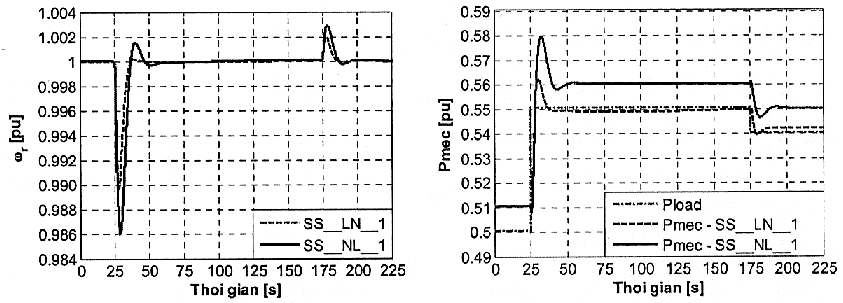 1.004
1.002
1
0.998
0.996
0.994
0.992
0.990
0.988
0.986
0.984
ωr [pu]
0 25 50 75 100 125 150 175 200 225
Thoi gian [s]
SS__LN__1
SS__NL__1
0.59
0.58
0.57
0.56
0.55
0.54
0.53
0.52
0.51
0.5
0.49
Pmec [pu]
0 25 50 75 100 125 150 175 200 225
Thoi gian [s]
Pload
Pmec - SS__LN__1
Pmec - SS__NL__1